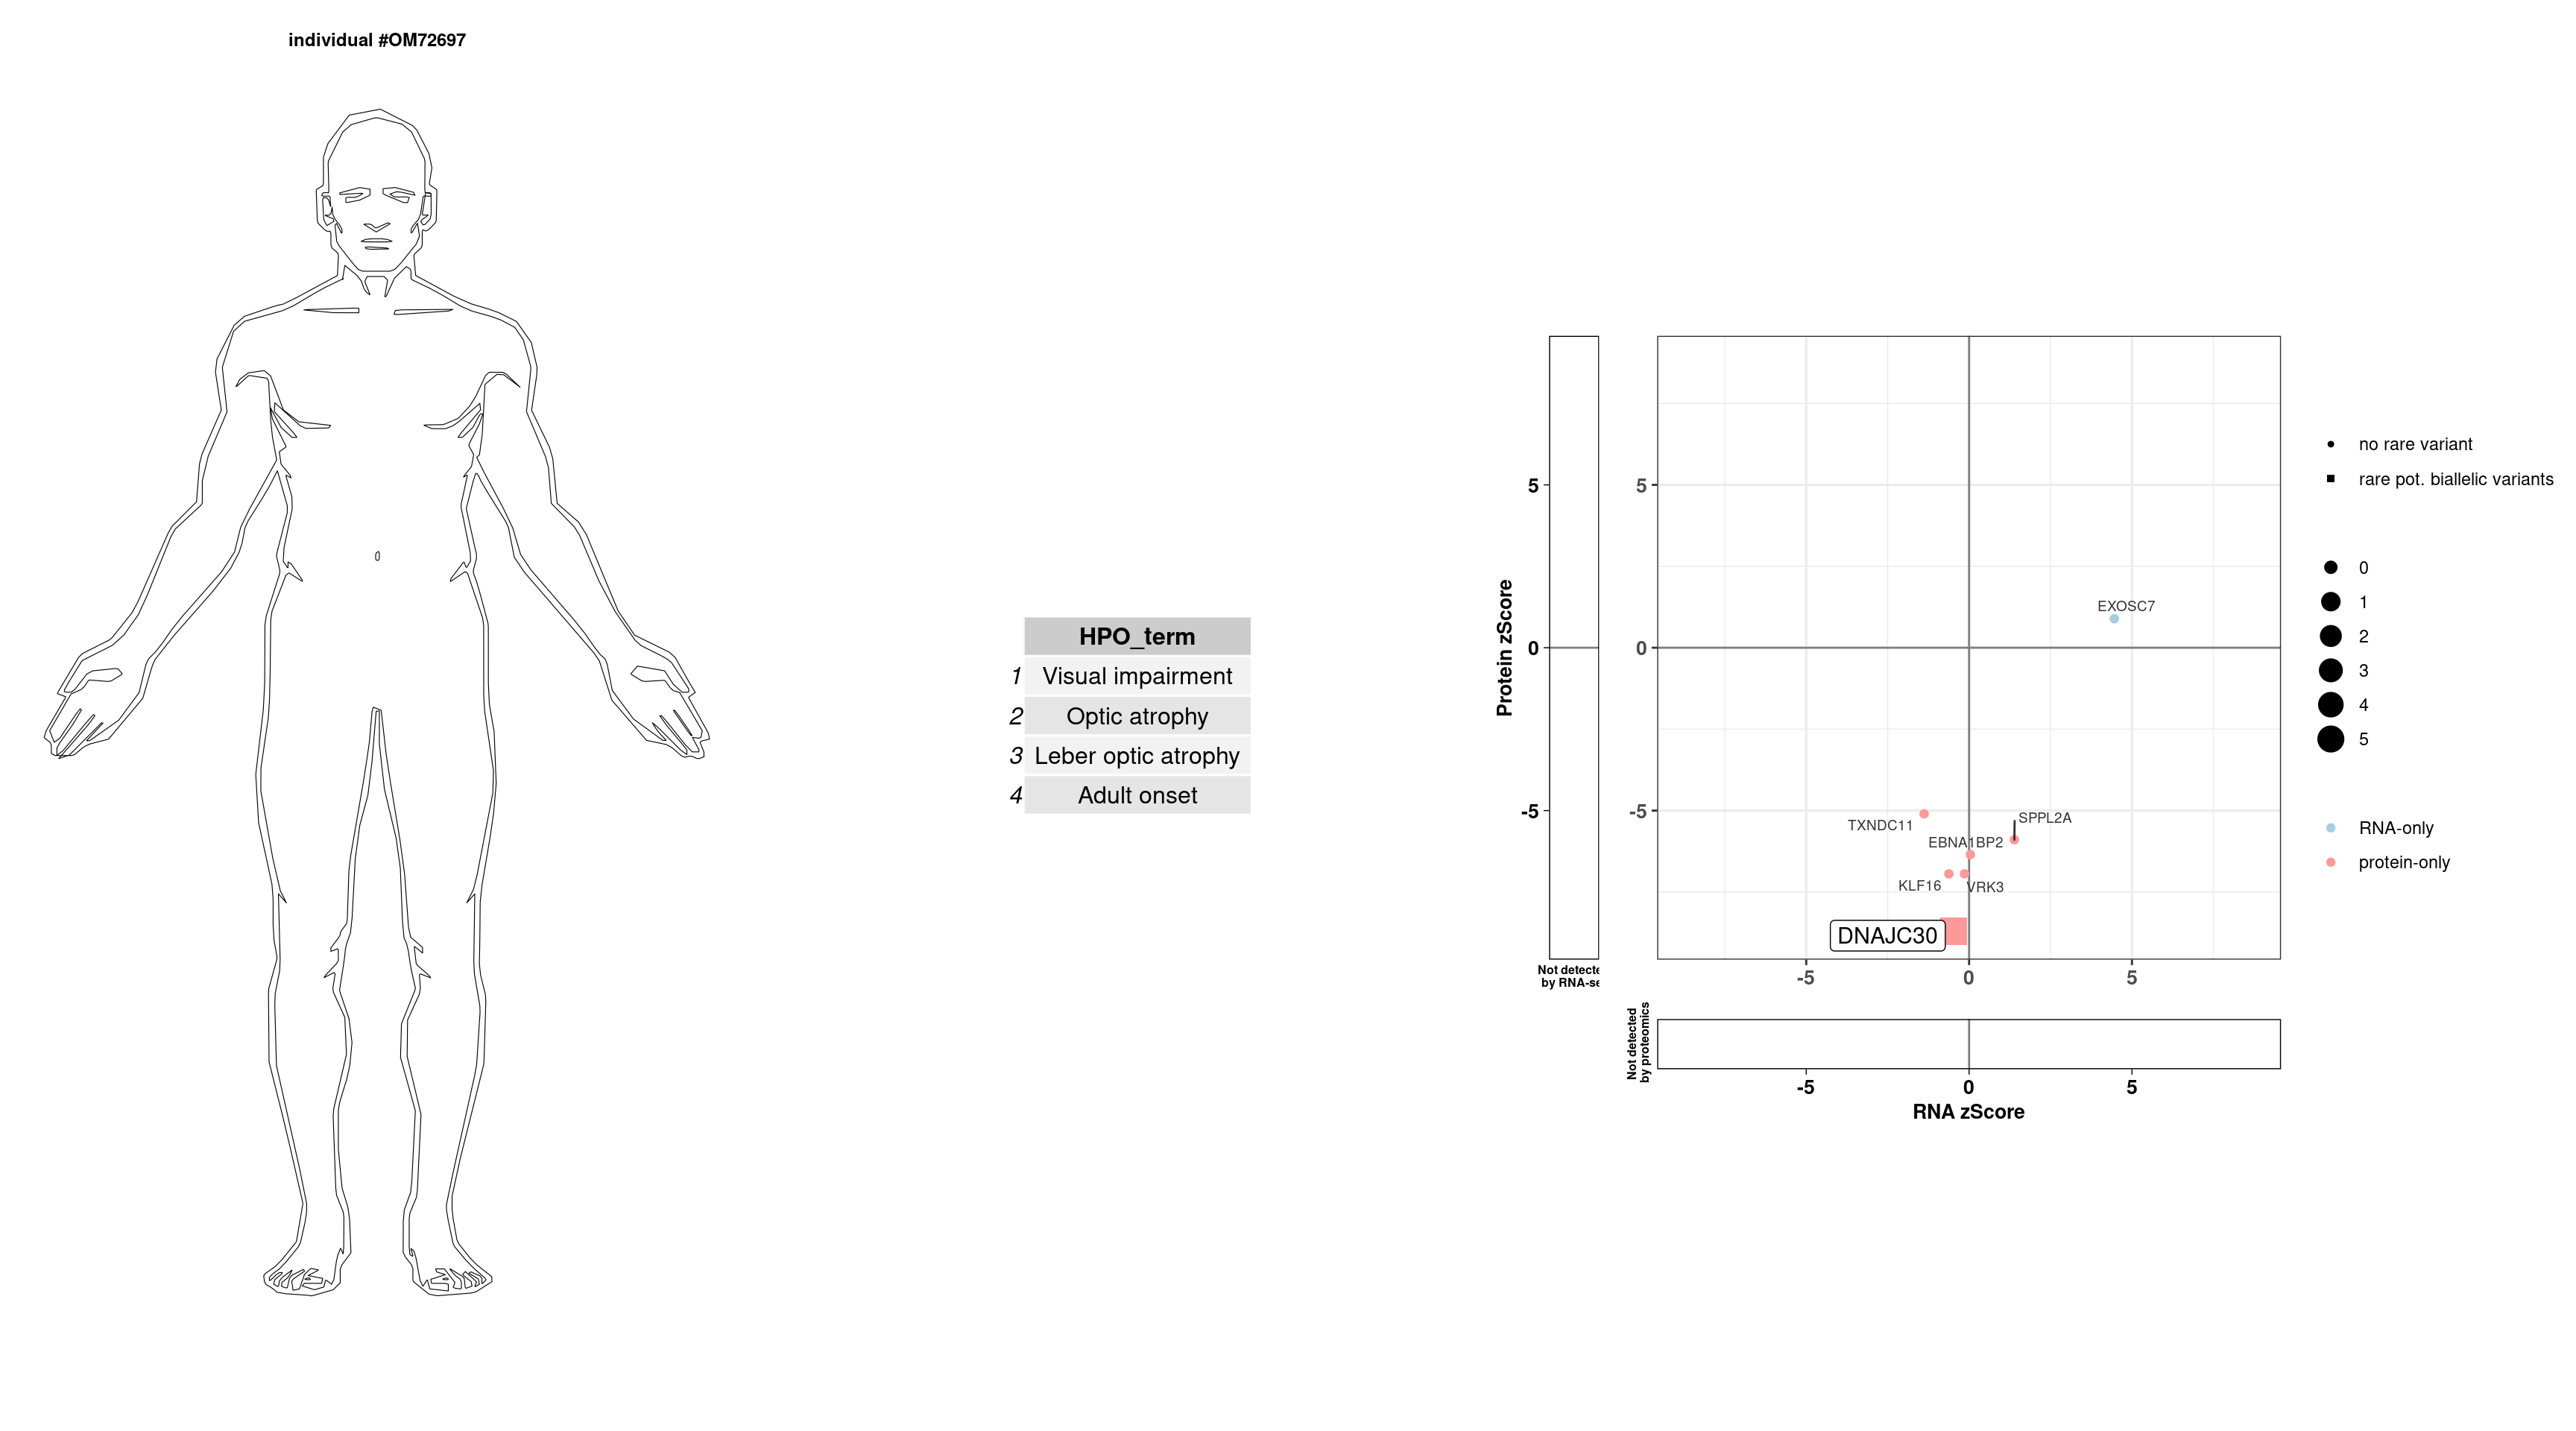 individual #OM72697
HPO_term
1 Visual impairment
2 Optic atrophy
3 Leber optic atrophy
4 Adult onset
Protein zScore
5
0
-5
Not detecte
by RNA-se
5
0
-5
EXOSC7
TXNDC11
SPPL2A
EBNA1BP2
KLF16
VRK3
DNAJC30
-5 0 5
Not detected
by proteomics
-5 0 5
RNA zScore
no rare variant
rare pot. biallelic variants
0
1
2
3
4
5
RNA-only
protein-only